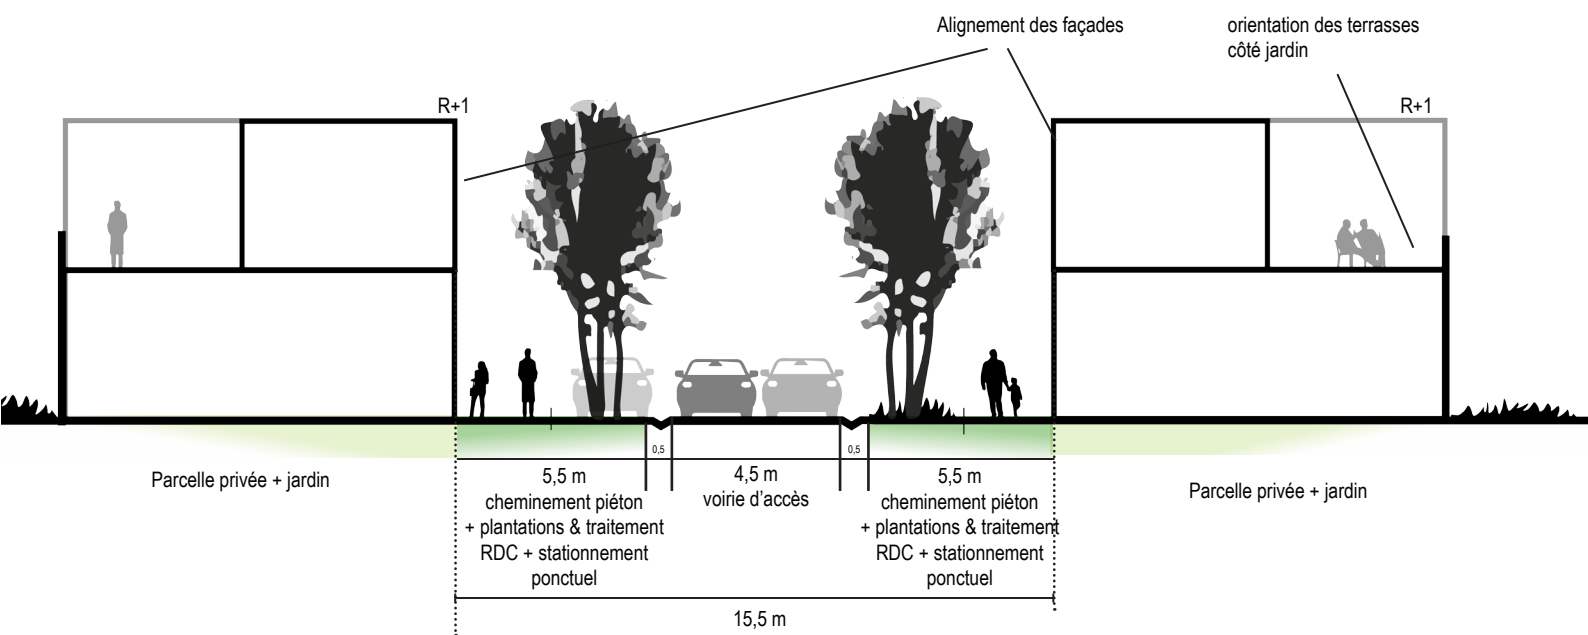 Alignement des façades
orientation des terrasses
côté jardin
R+1
R+1
0,5
0,5
5,5 m
cheminement piéton
+ plantations & traitement
RDC + stationnement
ponctuel
4,5 m
voirie d’accès
5,5 m
cheminement piéton
+ plantations & traitement
RDC + stationnement
ponctuel
Parcelle privée + jardin
Parcelle privée + jardin
15,5 m